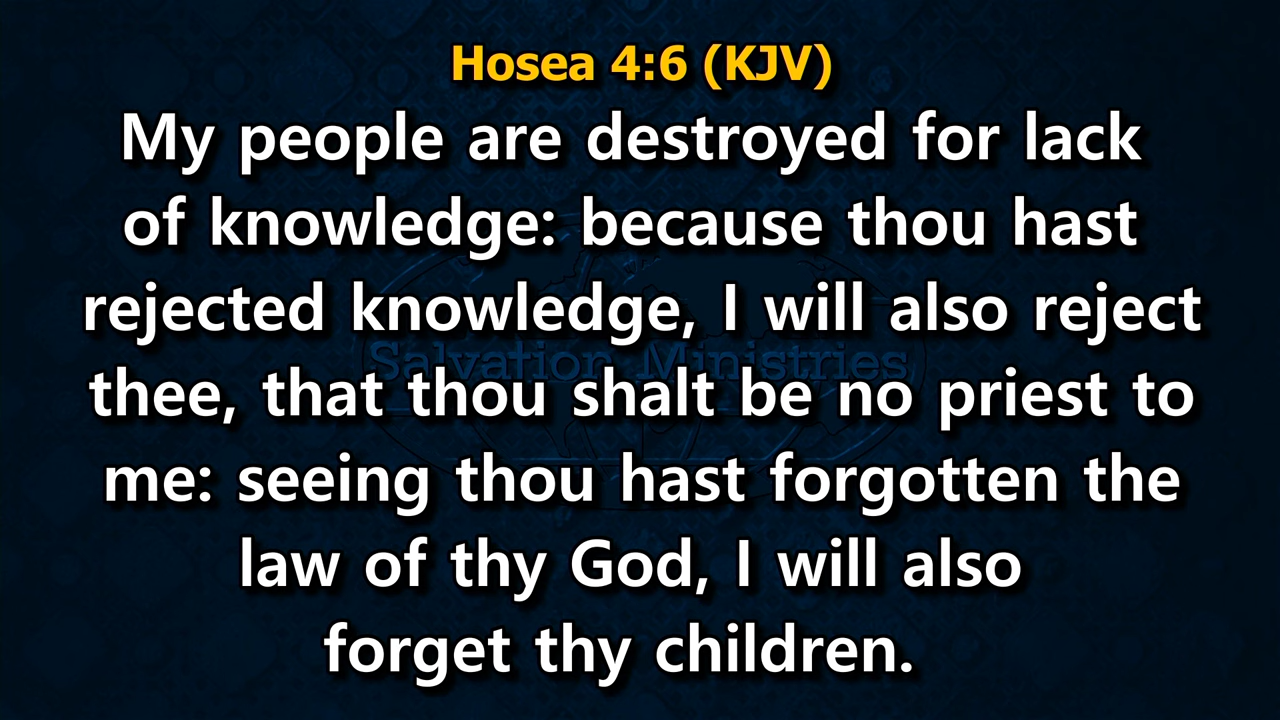 Hosea 4:6 (KJV)
My people are destroyed for lack
of knowledge: because thou hast
rejected knowledge, I will also reject
Salvation Ministries
thee, that thou shalt be no priest to
me: seeing thou hast forgotten the
law of thy God, I will also
forget thy children.